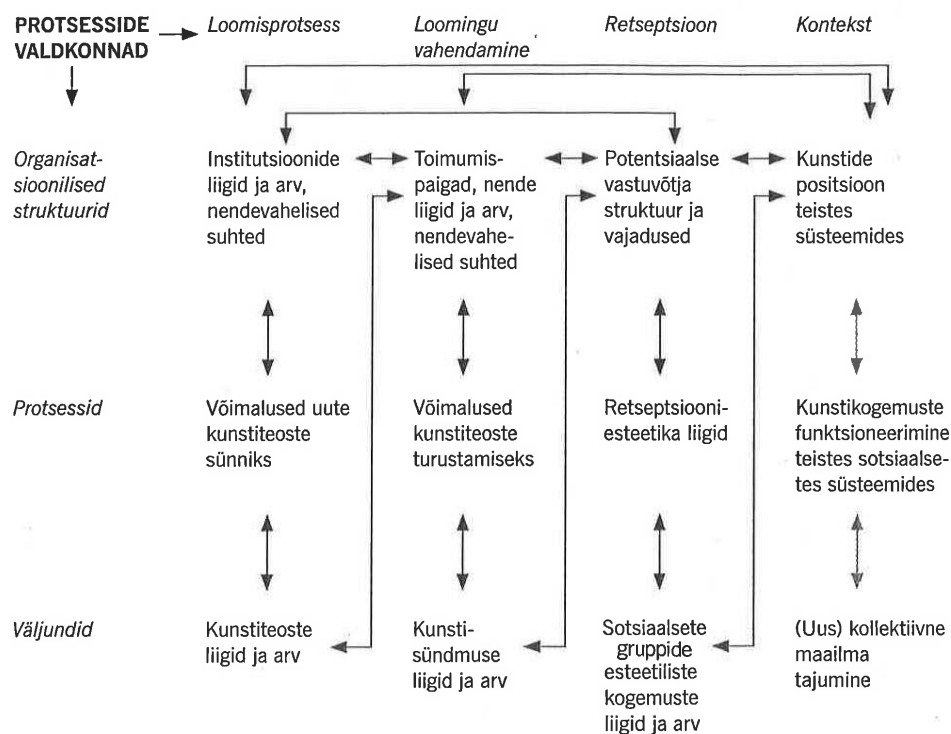 PROTSESSIDE
VALDKONNAD
Loomisprotsess
Loomingu
vahendamine
Retseptsioon
Kontekst
Organisat-
sioonilised
struktuurid
Institutsioonide
liigid ja arv,
nendevahelised
suhted
Toimumis-
paigad, nende
liigid ja arv,
nendevahe-
lised suhted
Potentsiaalse
vastuvõtja
struktuur ja
vajadused
Kunstide
positsioon
teistes
süsteemides
Protsessid
Võimalused uute
kunstiteoste
sünniks
Võimalused
kunstiteoste
turustamiseks
Retseptsiooni-
esteetika liigid
Kunstikogemuste
funktsioneerimine
teistes sotsiaalse-
tes süsteemides
Väljundid
Kunstiteoste
liigid ja arv
Kunsti-
sündmuse
liigid ja arv
Sotsiaalsete
gruppide
esteetiliste
kogemuste
liigid ja arv
(Uus) kollektiivne
maailma
tajumine